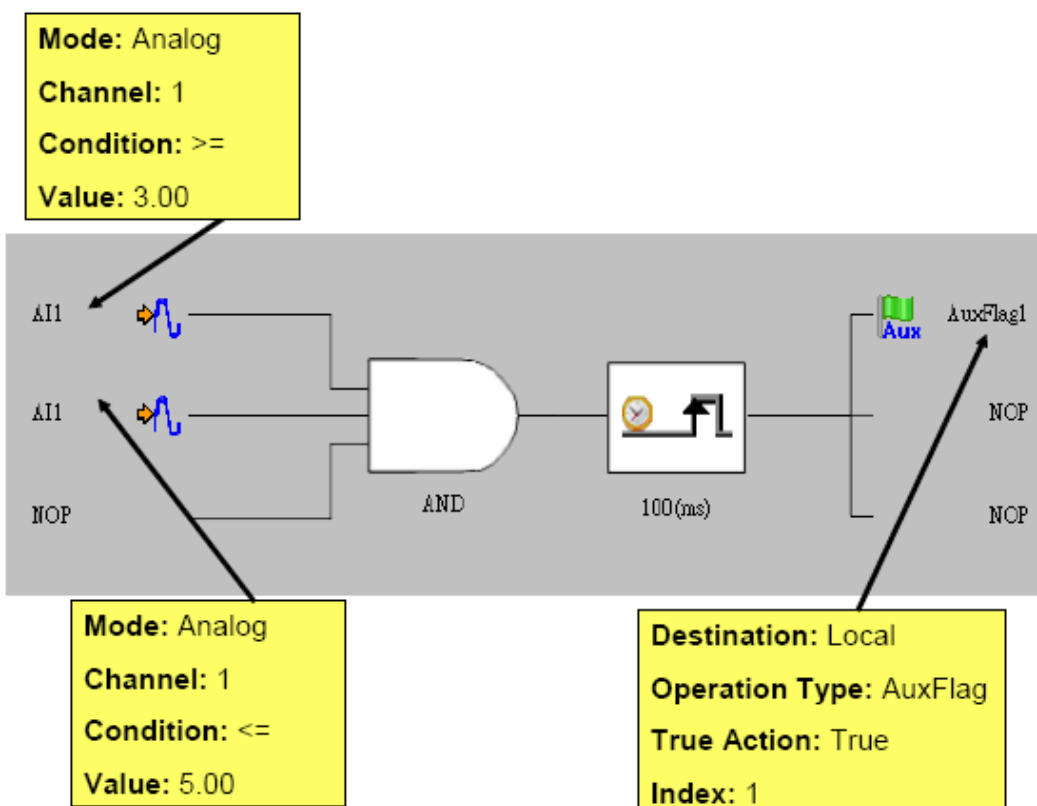 Mode: Analog
Channel: 1
Condition: >=
Value: 3.00
AI1
AuxFlag1
Aux
AI1
NOP
AND
100(ms)
NOP
NOP
Mode: Analog
Channel: 1
Condition: <=
Value: 5.00
Destination: Local
Operation Type: AuxFlag
True Action: True
Index: 1